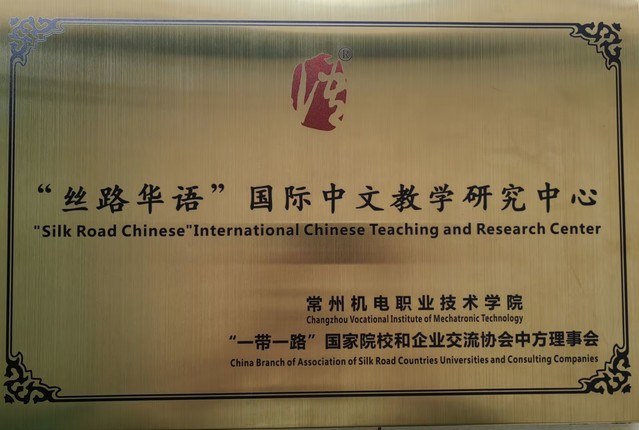 ®
“丝路华语”国际中文教学研究中心
"Silk Road Chinese"International Chinese Teaching and Research Center
常州机电职业技术学院
Changzhou Vocational Institute of Mechatronic Technology
“一带一路”国家院校和企业交流协会中方理事会
China Branch of Association of Silk Road Countries Universities and Consulting Companies